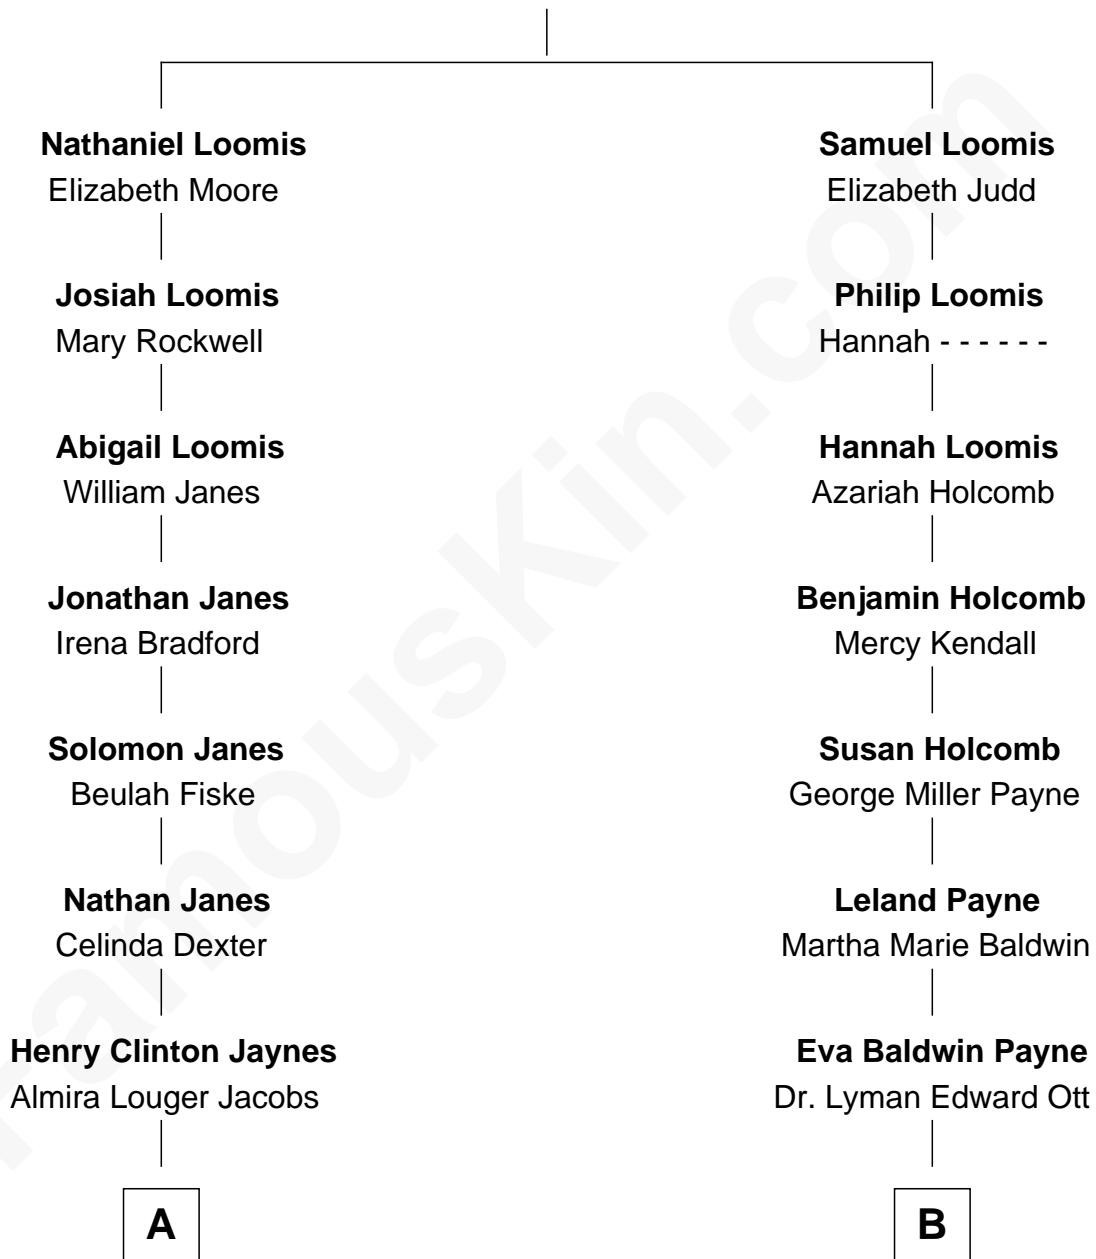 Nathaniel Loomis
Elizabeth Moore
Josiah Loomis
Mary Rockwell
Abigail Loomis
William Janes
Jonathan Janes
Irena Bradford
Solomon Janes
Beulah Fiske
Nathan Janes
Celinda Dexter
Henry Clinton Jaynes
Almira Louger Jacobs
A
Samuel Loomis
Elizabeth Judd
Philip Loomis
Hannah - - - - - -
Hannah Loomis
Azariah Holcomb
Benjamin Holcomb
Mercy Kendall
Susan Holcomb
George Miller Payne
Leland Payne
Martha Marie Baldwin
Eva Baldwin Payne
Dr. Lyman Edward Ott
B
FamousKin.com